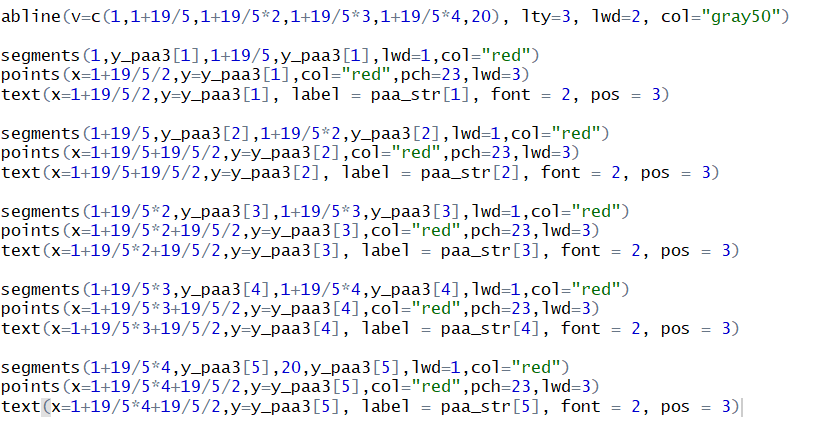 abline(v=c(1,1+19/5,1+19/5*2,1+19/5*3,1+19/5*4,20), lty=3, lwd=2, col="gray50")
segments(1,y_paa3[1],1+19/5,y_paa3[1],lwd=1,col="red")
points(x=1+19/5/2,y=y_paa3[1],col="red",pch=23,lwd=3)
text(x=1+19/5/2,y=y_paa3[1], label = paa_str[1], font = 2, pos = 3)
segments(1+19/5,y_paa3[2],1+19/5*2,y_paa3[2],lwd=1,col="red")
points(x=1+19/5+19/5/2,y=y_paa3[2],col="red",pch=23,lwd=3)
text(x=1+19/5+19/5/2,y=y_paa3[2], label = paa_str[2], font = 2, pos = 3)
segments(1+19/5*2,y_paa3[3],1+19/5*3,y_paa3[3],lwd=1,col="red")
points(x=1+19/5*2+19/5/2,y=y_paa3[3],col="red",pch=23,lwd=3)
text(x=1+19/5*2+19/5/2,y=y_paa3[3], label = paa_str[3], font = 2, pos = 3)
segments(1+19/5*3,y_paa3[4],1+19/5*4,y_paa3[4],lwd=1,col="red")
points(x=1+19/5*3+19/5/2,y=y_paa3[4],col="red",pch=23,lwd=3)
text(x=1+19/5*3+19/5/2,y=y_paa3[4], label = paa_str[4], font = 2, pos = 3)
segments(1+19/5*4,y_paa3[5],20,y_paa3[5],lwd=1,col="red")
points(x=1+19/5*4+19/5/2,y=y_paa3[5],col="red",pch=23,lwd=3)
text(x=1+19/5*4+19/5/2,y=y_paa3[5], label = paa_str[5], font = 2, pos = 3)